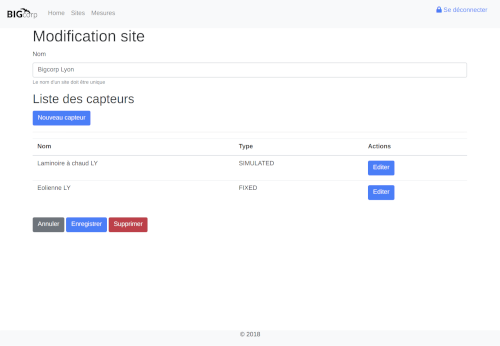 BIGcorp Home Sites Mesures Se déconnecter
Modification site
Nom
Bigcorp Lyon
Le nom d'un site doit être unique
Liste des capteurs
Nouveau capteur
Nom Type Actions
Laminoire à chaud LY SIMULATED Editer
Eolienne LY FIXED Editer
Annuler Enregistrer Supprimer
© 2018